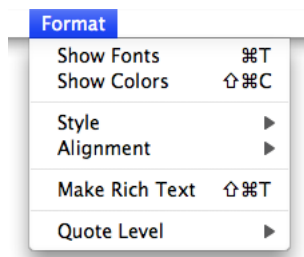 Format
Show Fonts ⌘T
Show Colors ⇧⌘C
Style
Alignment
Make Rich Text ⇧⌘T
Quote Level